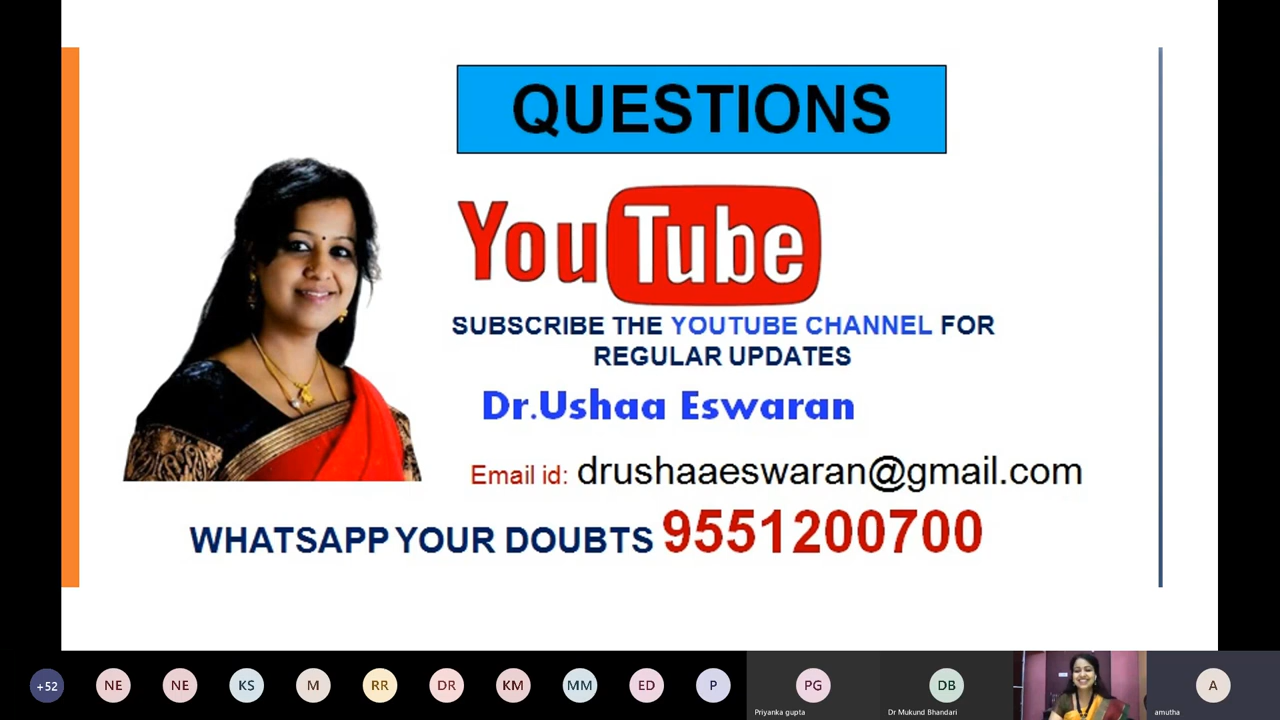 QUESTIONS
YouTube
SUBSCRIBE THE YOUTUBE CHANNEL FOR
REGULAR UPDATES
Dr.Ushaa Eswaran
Email id: drushaaeswaran@gmail.com
WHATSAPP YOUR DOUBTS 9551200700
+52
NE
NE
KS
M
RR
DR
KM
MM
ED
P
PG
Priyanka gupta
DB
Dr Mukund Bhandari
A
amutha